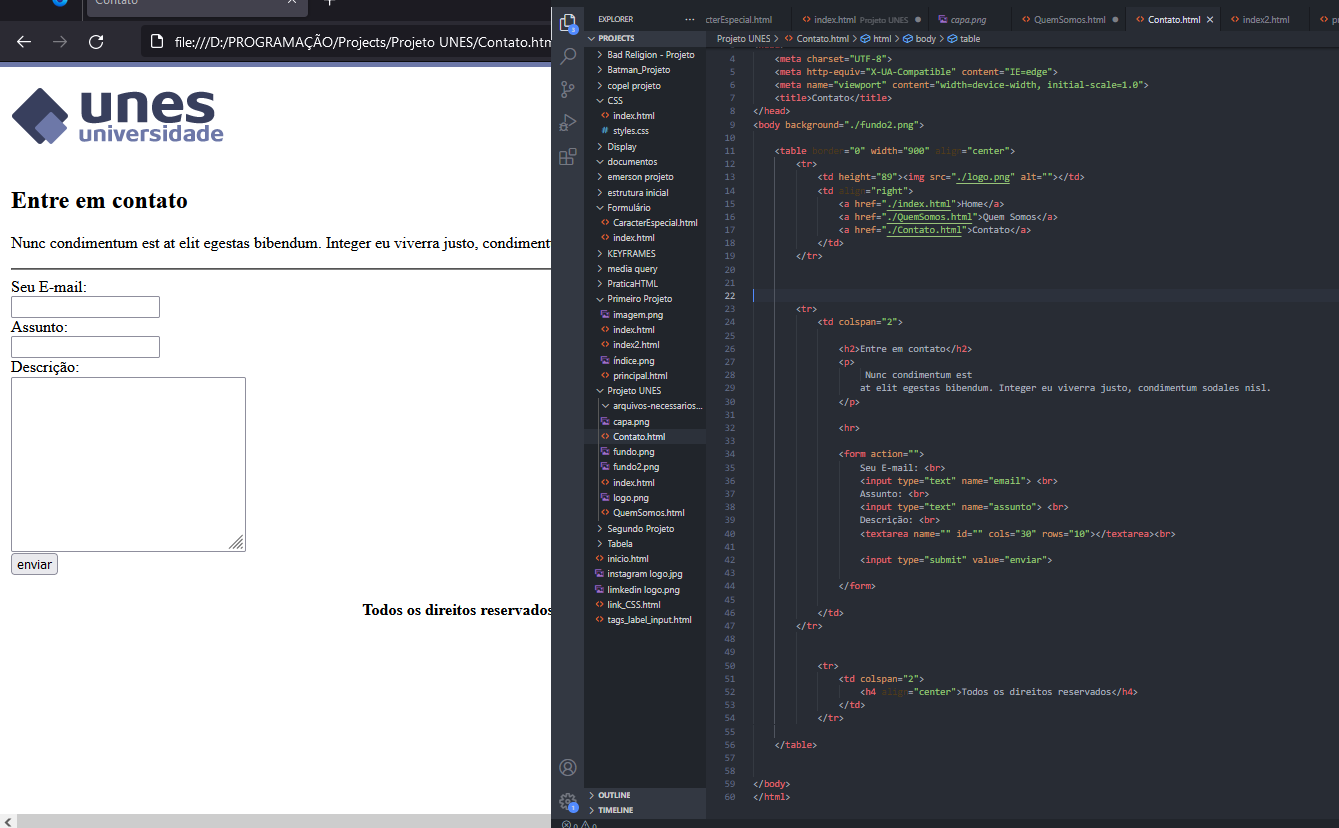 Contato
file:///D:/PROGRAMAÇÃO/Projects/Projeto UNES/Contato.htm
unes
universidade
Entre em contato
Nunc condimentum est at elit egestas bibendum. Integer eu viverra justo, condiment
Seu E-mail:
Assunto:
Descrição:
enviar
Todos os direitos reservados
EXPLORER
PROJECTS
Bad Religion - Projeto
Batman_Projeto
copel projeto
CSS
index.html
styles.css
Display
documentos
emerson projeto
estrutura inicial
Formulário
CaracterEspecial.html
index.html
KEYFRAMES
media query
PraticaHTML
Primeiro Projeto
imagem.png
index.html
index2.html
índice.png
principal.html
Projeto UNES
arquivos-necessarios...
capa.png
Contato.html
fundo.png
fundo2.png
index.html
logo.png
QuemSomos.html
Segundo Projeto
Tabela
inicio.html
instagram logo.jpg
limkedin logo.png
link_CSS.html
tags_label_input.html
OUTLINE
TIMELINE
cterEspecial.html index.html Projeto UNES capa.png QuemSomos.html Contato.html index2.html
Projeto UNES > Contato.html > html > body > table
4 <meta charset="UTF-8">
5 <meta http-equiv="X-UA-Compatible" content="IE=edge">
6 <meta name="viewport" content="width=device-width, initial-scale=1.0">
7 <title>Contato</title>
8 </head>
9 <body background="./fundo2.png">
10
11 <table border="0" width="900" align="center">
12 <tr>
13 <td height="89"><img src="./logo.png" alt=""></td>
14 <td align="right">
15 <a href="./index.html">Home</a>
16 <a href="./QuemSomos.html">Quem Somos</a>
17 <a href="./Contato.html">Contato</a>
18 </td>
19 </tr>
20
21
22
23 <tr>
24 <td colspan="2">
25
26 <h2>Entre em contato</h2>
27 <p>
28 Nunc condimentum est
29 at elit egestas bibendum. Integer eu viverra justo, condimentum sodales nisl.
30 </p>
31
32 <hr>
33
34 <form action="">
35 Seu E-mail: <br>
36 <input type="text" name="email"> <br>
37 Assunto: <br>
38 <input type="text" name="assunto"> <br>
39 Descrição: <br>
40 <textarea name="" id="" cols="30" rows="10"></textarea><br>
41
42 <input type="submit" value="enviar">
43
44 </form>
45
46 </td>
47 </tr>
48
49
50 <tr>
51 <td colspan="2">
52 <h4 align="center">Todos os direitos reservados</h4>
53 </td>
54 </tr>
55
56 </table>
57
58
59 </body>
60 </html>